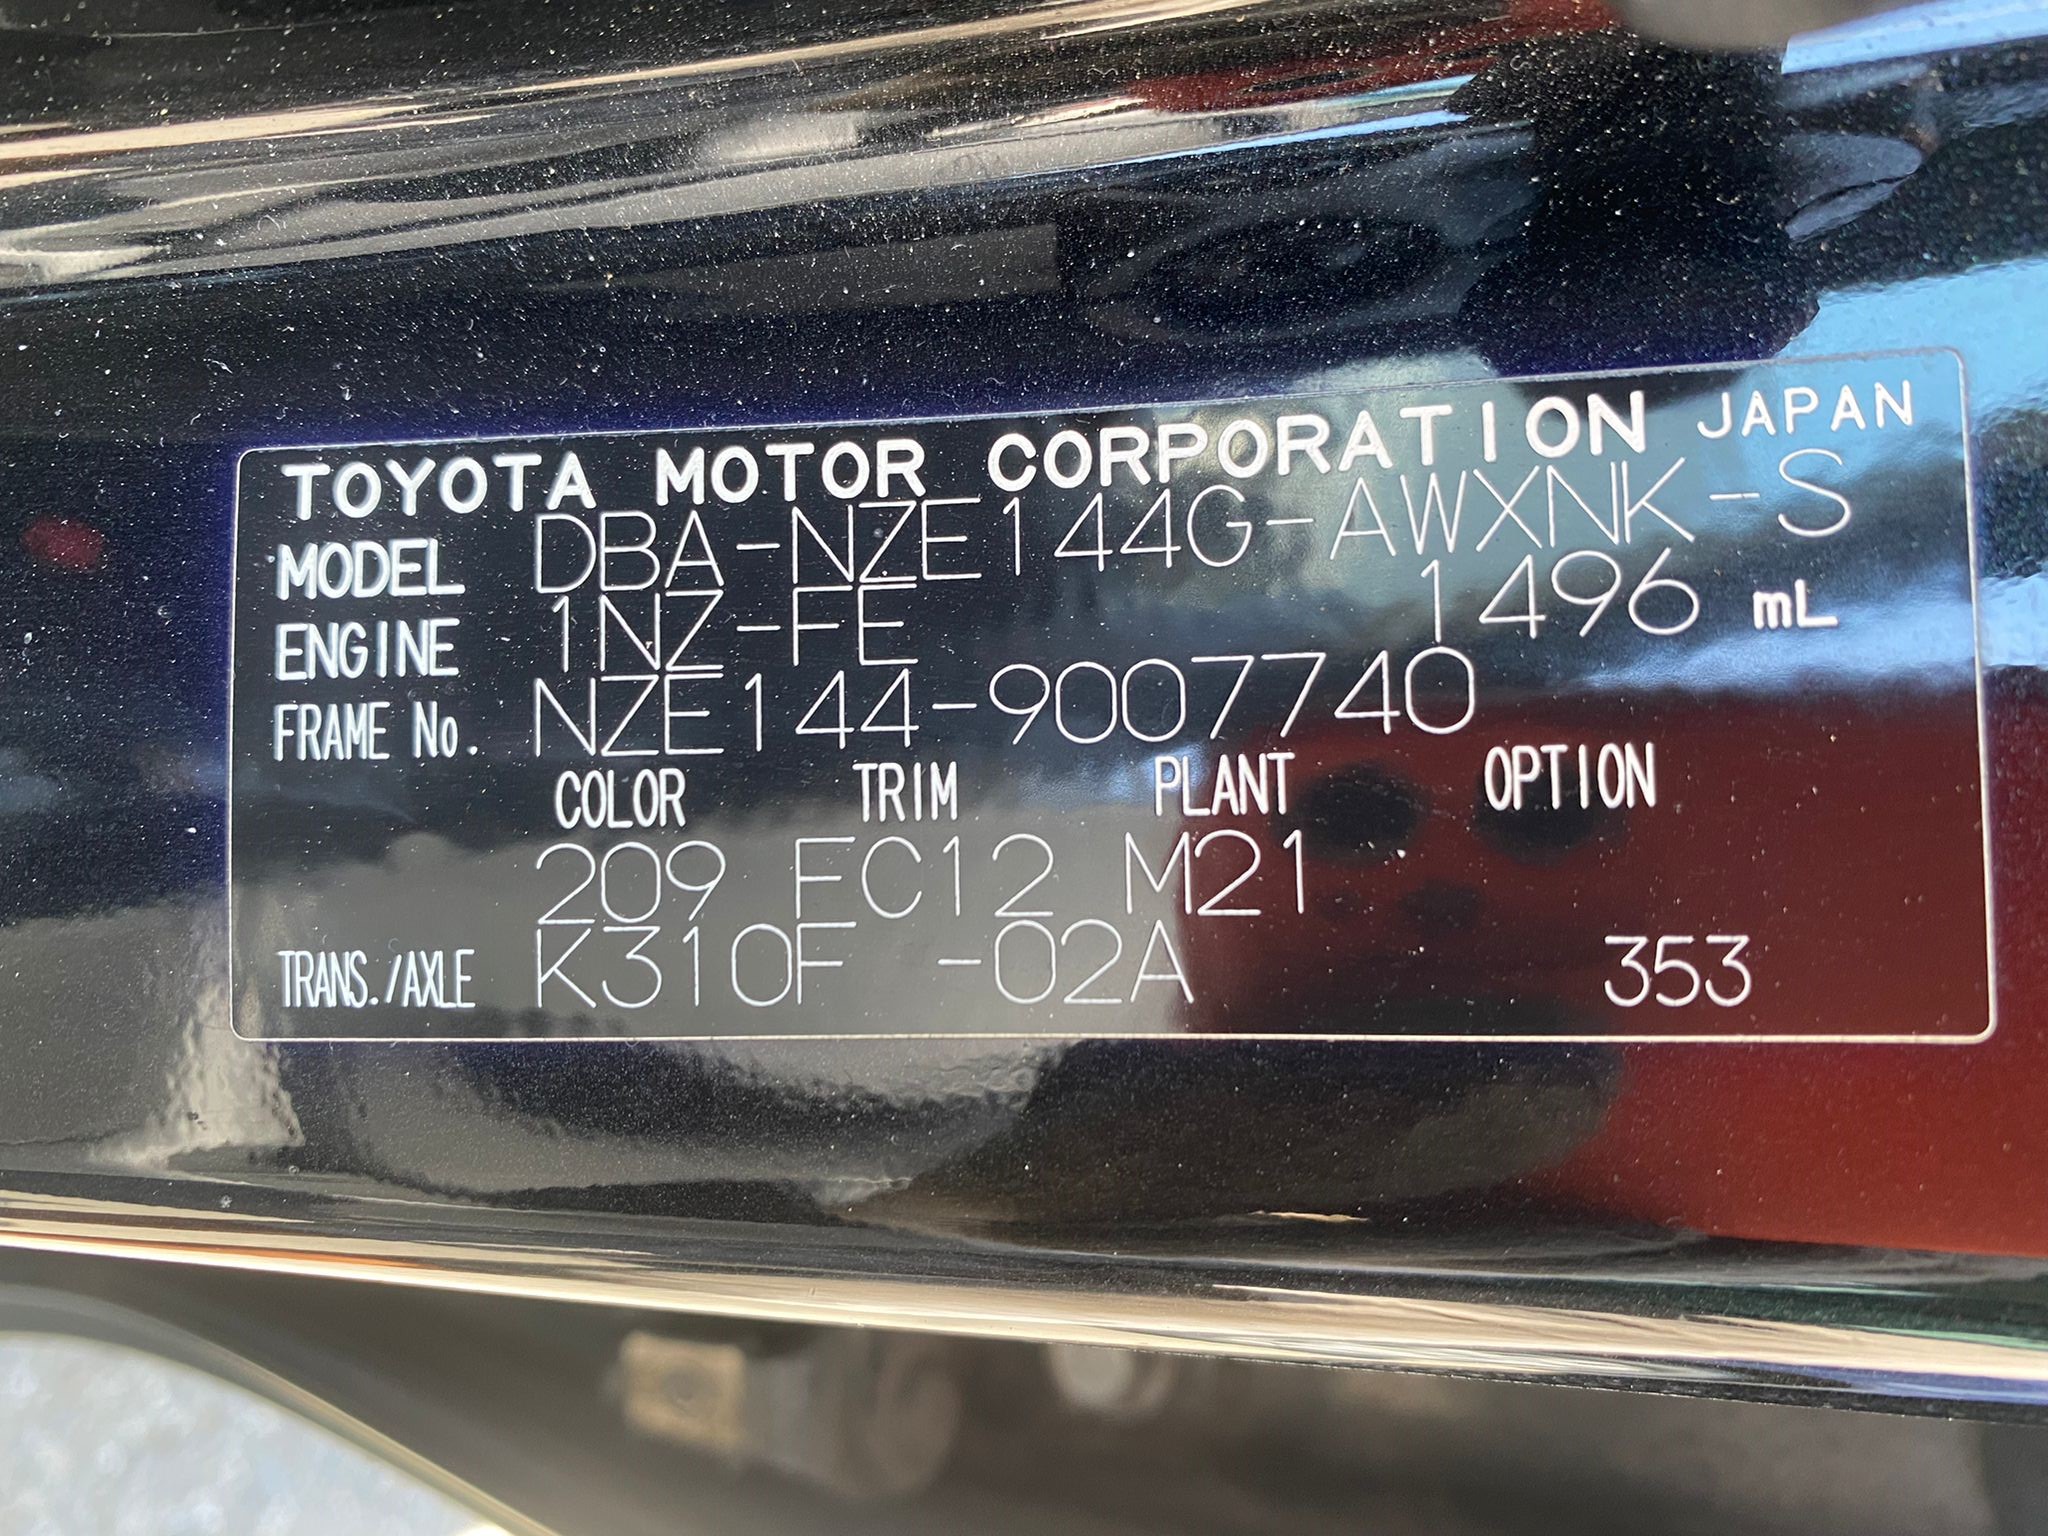 TOYOTA MOTOR CORPORATION JAPAN
MODEL DBA-NZE144G-AWXNK-S
ENGINE 1NZ-FE 1496 mL
FRAME No. NZE144-9007740
COLOR TRIM PLANT OPTION
209 FC12 M21
TRANS./AXLE K310F -02A 353